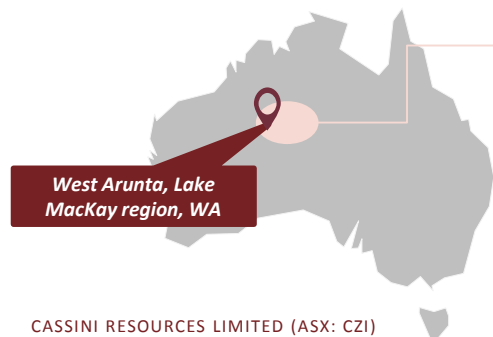 West Arunta, Lake
MacKay region, WA
CASSINI RESOURCES LIMITED (ASX: CZI)